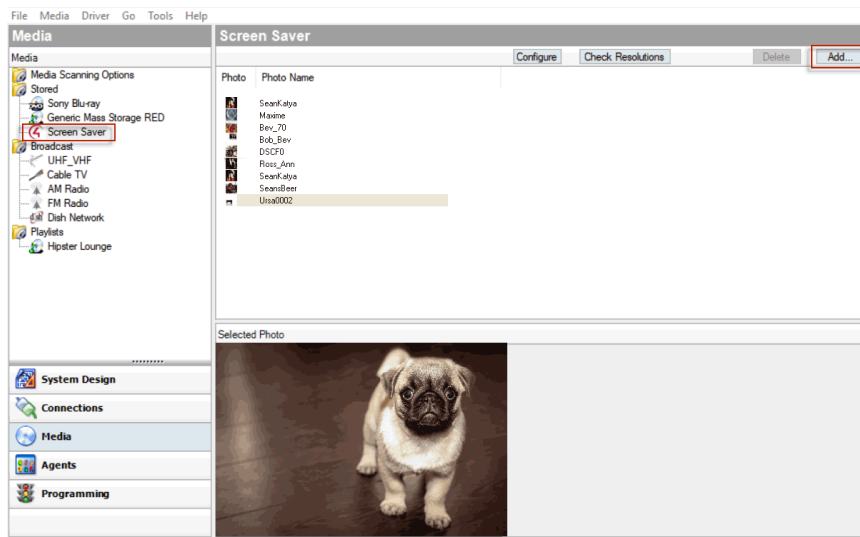 File Media Driver Go Tools Help
Media
Screen Saver
Media
Configure Check Resolutions Delete Add...
Media Scanning Options
Stored
Sony Blu-ray
Generic Mass Storage RED
Screen Saver
Broadcast
UHF_VHF
Cable TV
AM Radio
FM Radio
Dish Network
Playlists
Hipster Lounge
Photo Photo Name
SeanKatya
Maxime
Bev_70
Bob_Bev
DSCF0
Ross_Ann
SeanKatya
SeansBeer
Ursa0002
Selected Photo
System Design
Connections
Media
Agents
Programming